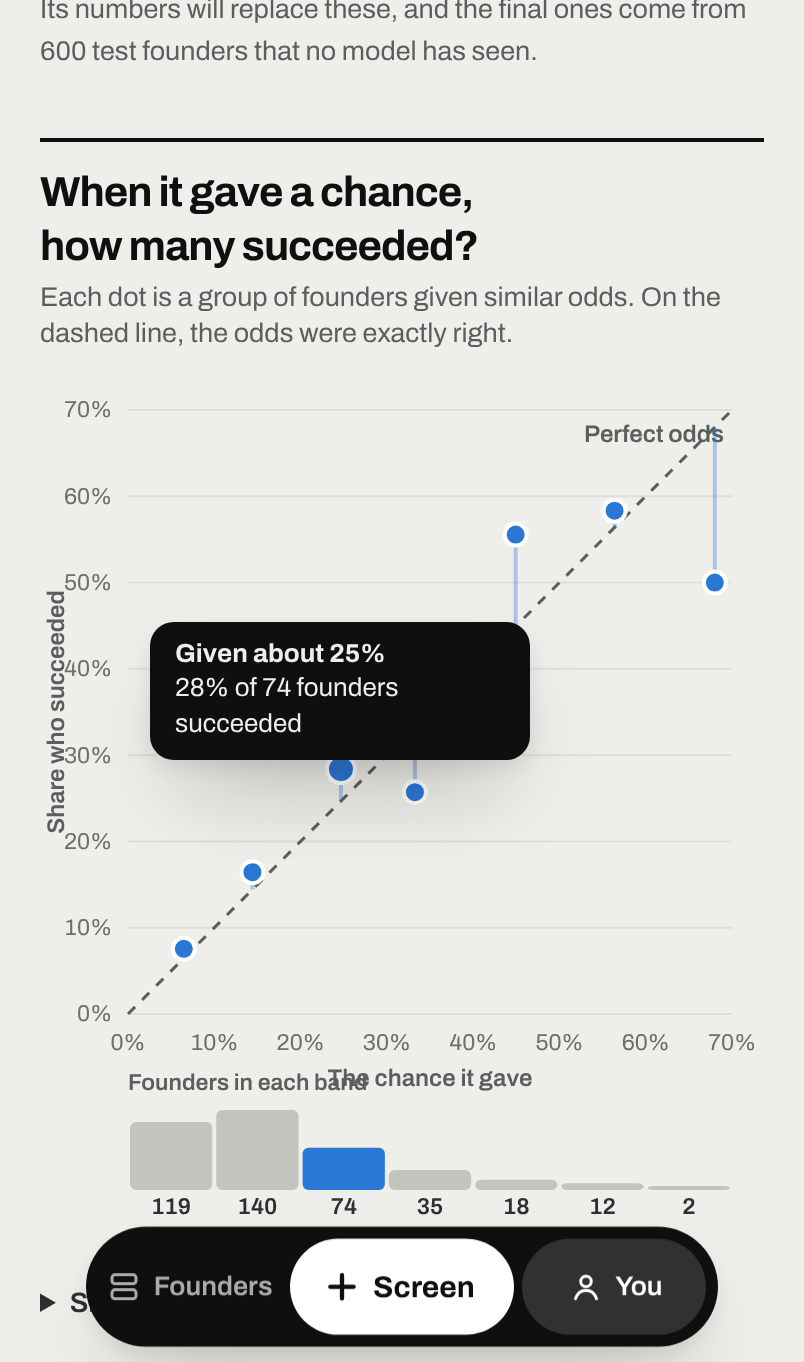 Its numbers will replace these, and the final ones come from
600 test founders that no model has seen.
When it gave a chance,
how many succeeded?
Each dot is a group of founders given similar odds. On the
dashed line, the odds were exactly right.
70%
Perfect odds
60%
50%
Share who succeeded
40%
Given about 25%
28% of 74 founders
succeeded
30%
20%
10%
0%
0% 10% 20% 30% 40% 50% 60% 70%
The chance it gave
Founders in each band
119 140 74 35 18 12 2
Founders Screen You